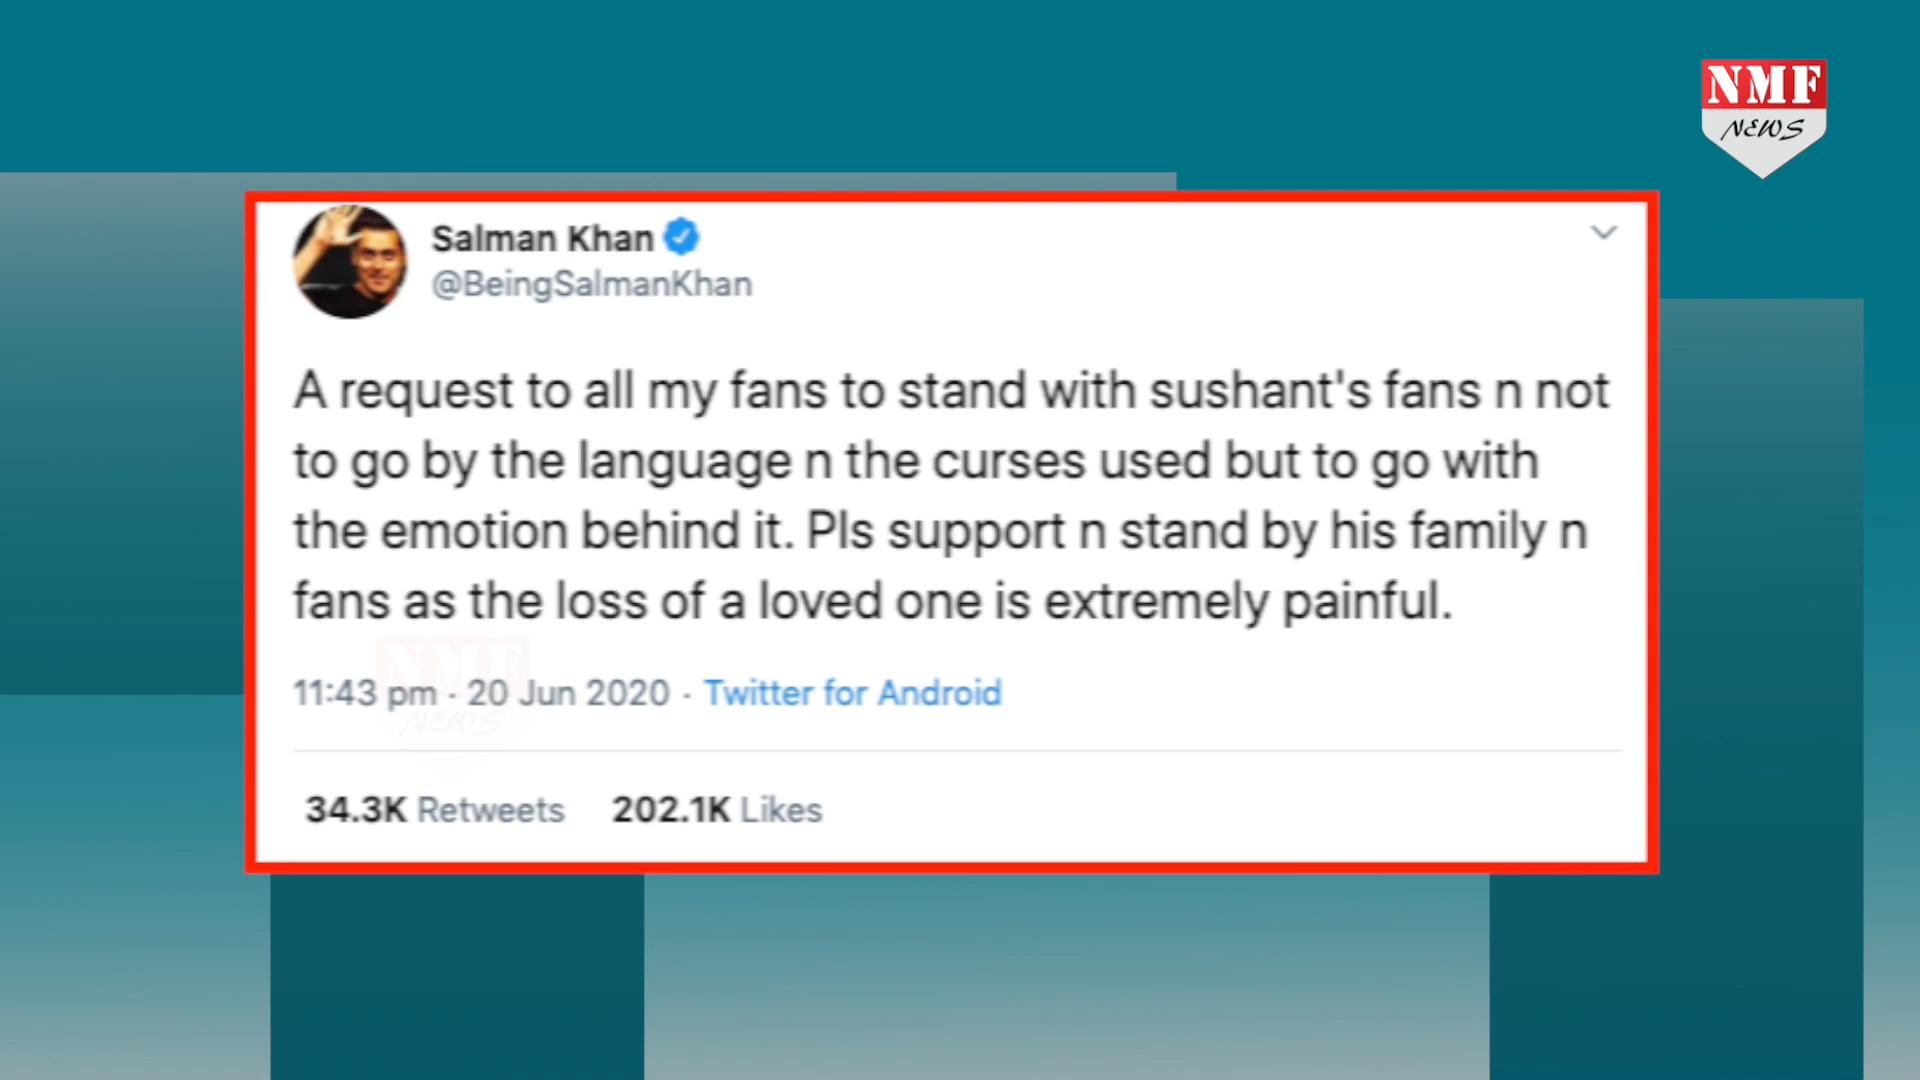 NMF
NEWS
Salman Khan
@BeingSalmanKhan
A request to all my fans to stand with sushant's fans n not
to go by the language n the curses used but to go with
the emotion behind it. Pls support n stand by his family n
fans as the loss of a loved one is extremely painful.
NMF
11:43 pm · 20 Jun 2020 · Twitter for Android
NEWS
34.3K Retweets 202.1K Likes